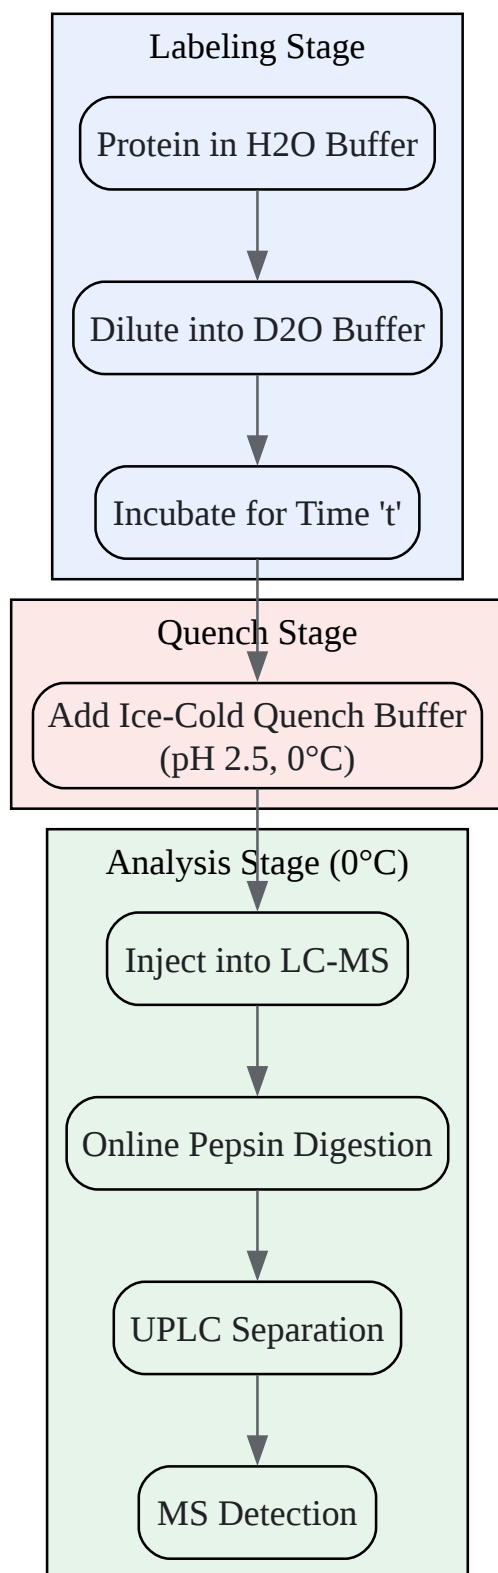 Labeling Stage
Protein in H2O Buffer
Dilute into D2O Buffer
Incubate for Time 't'
Quench Stage
Add Ice-Cold Quench Buffer
(pH 2.5, 0°C)
Analysis Stage (0°C)
Inject into LC-MS
Online Pepsin Digestion
UPLC Separation
MS Detection